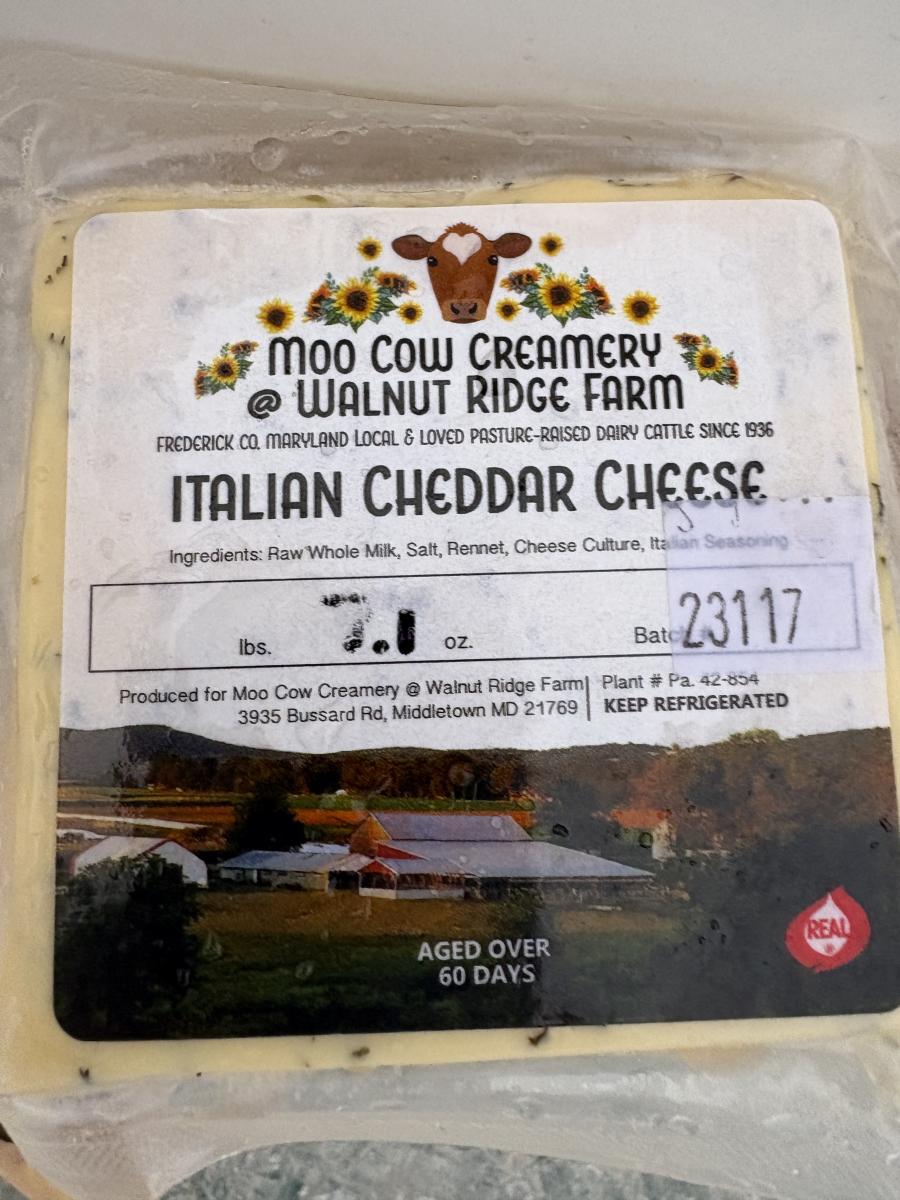 Moo Cow Creamery
@ Walnut Ridge Farm
Frederick Co. Maryland Local & Loved Pasture-Raised Dairy Cattle Since 1936
Italian Cheddar Cheese
Ingredients: Raw Whole Milk, Salt, Rennet, Cheese Culture, Italian Seasoning
lbs. 7.1 oz. Batc 23117
Produced for Moo Cow Creamery @ Walnut Ridge Farm
3935 Bussard Rd, Middletown MD 21769
Plant # Pa. 42-854
KEEP REFRIGERATED
AGED OVER
60 DAYS
REAL